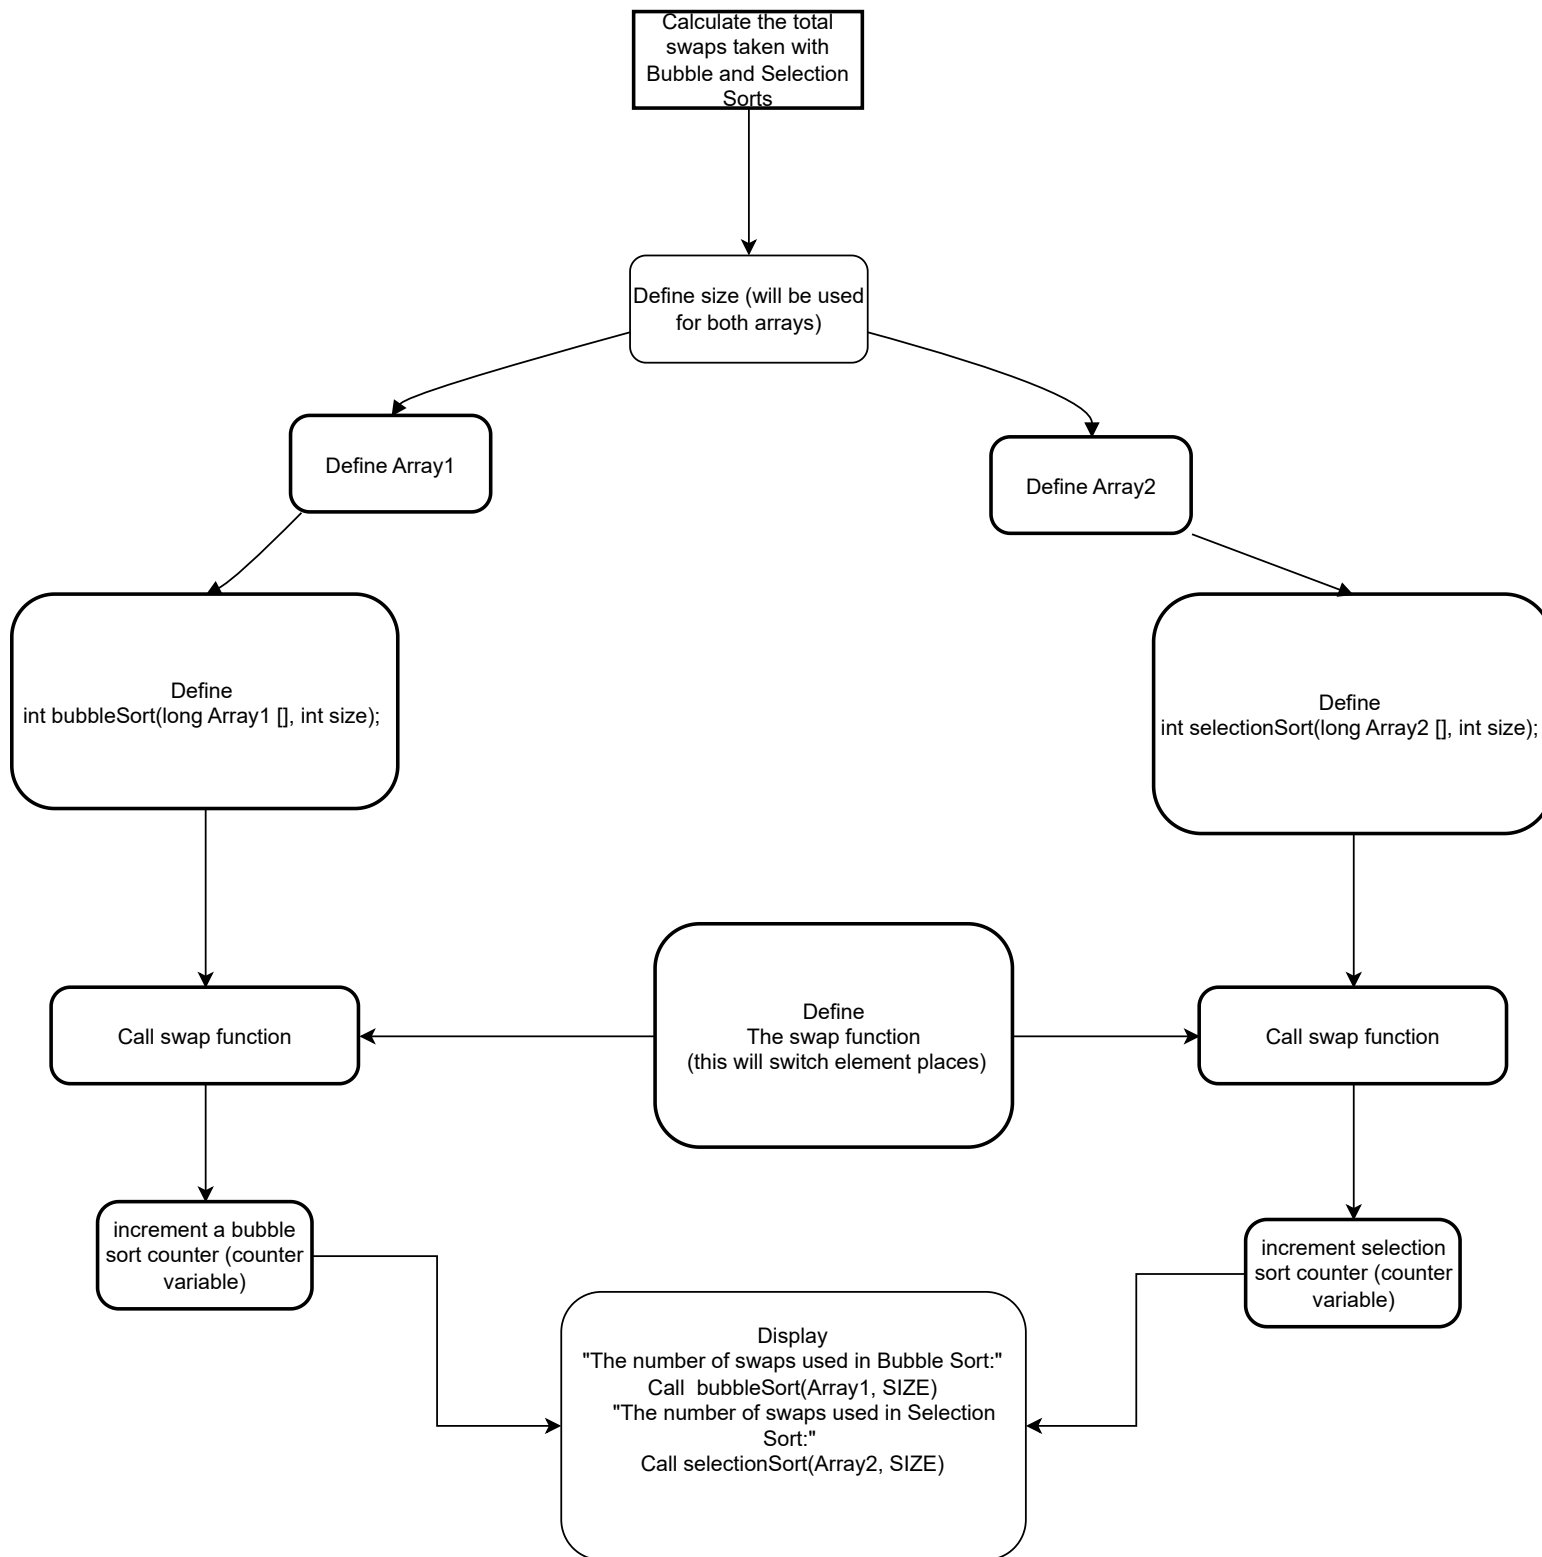 Calculate the total
swaps taken with
Bubble and Selection
Sorts
Define size (will be used
for both arrays)
Define Array1
Define Array2
Define
int bubbleSort(long Array1 [], int size);
Define
int selectionSort(long Array2 [], int size);
Define
The swap function
(this will switch element places)
Call swap function
Call swap function
increment a bubble
sort counter (counter
variable)
increment selection
sort counter (counter
variable)
Display
"The number of swaps used in Bubble Sort:"
Call bubbleSort(Array1, SIZE)
"The number of swaps used in Selection
Sort:"
Call selectionSort(Array2, SIZE)